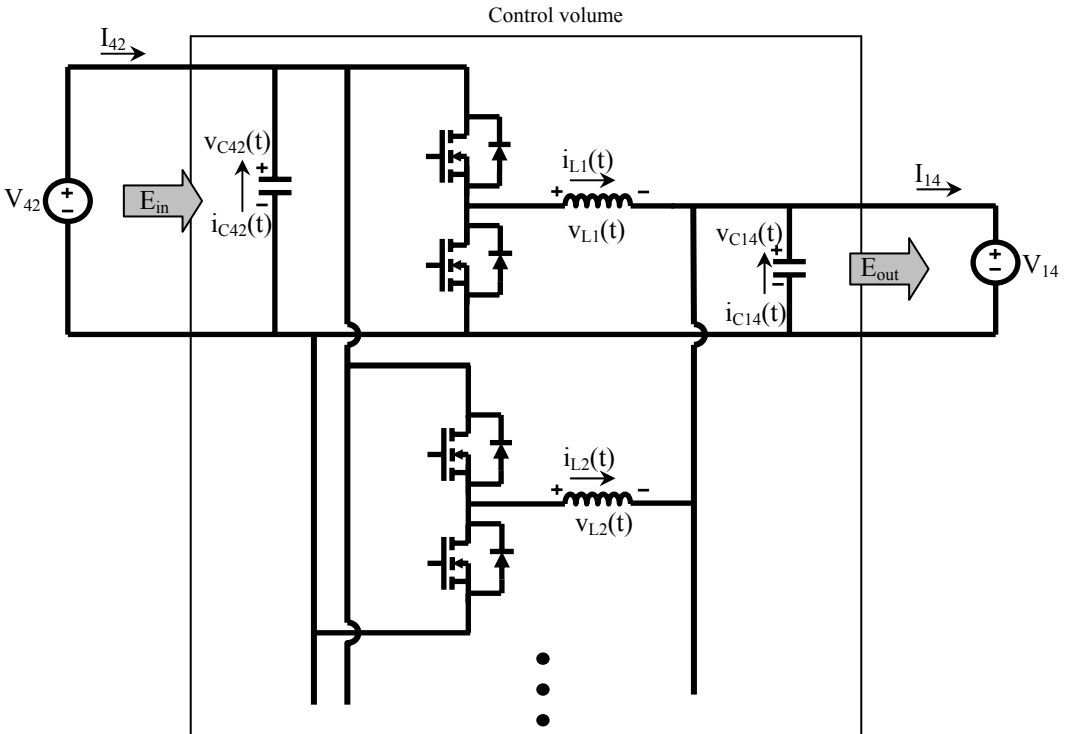 Control volume
I42
vC42(t)
+
V42
+
−
Ein
−
iC42(t)
iL1(t)
+
−
vL1(t)
I14
vC14(t)
+
−
iC14(t)
Eout
+
−
V14
iL2(t)
+
−
vL2(t)